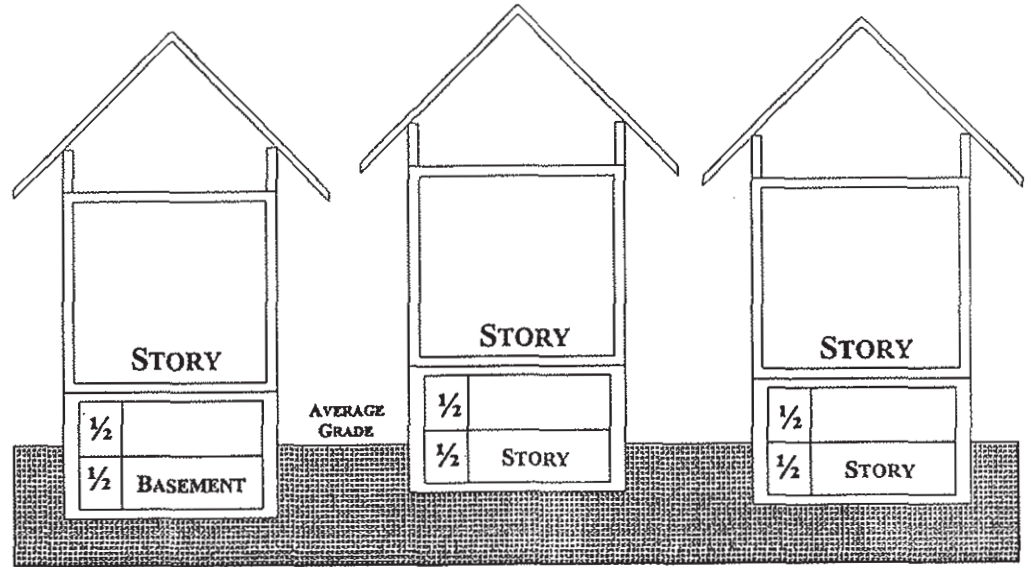 STORY
½
½ BASEMENT
AVERAGE
GRADE
STORY
½
½ STORY
STORY
½
½ STORY